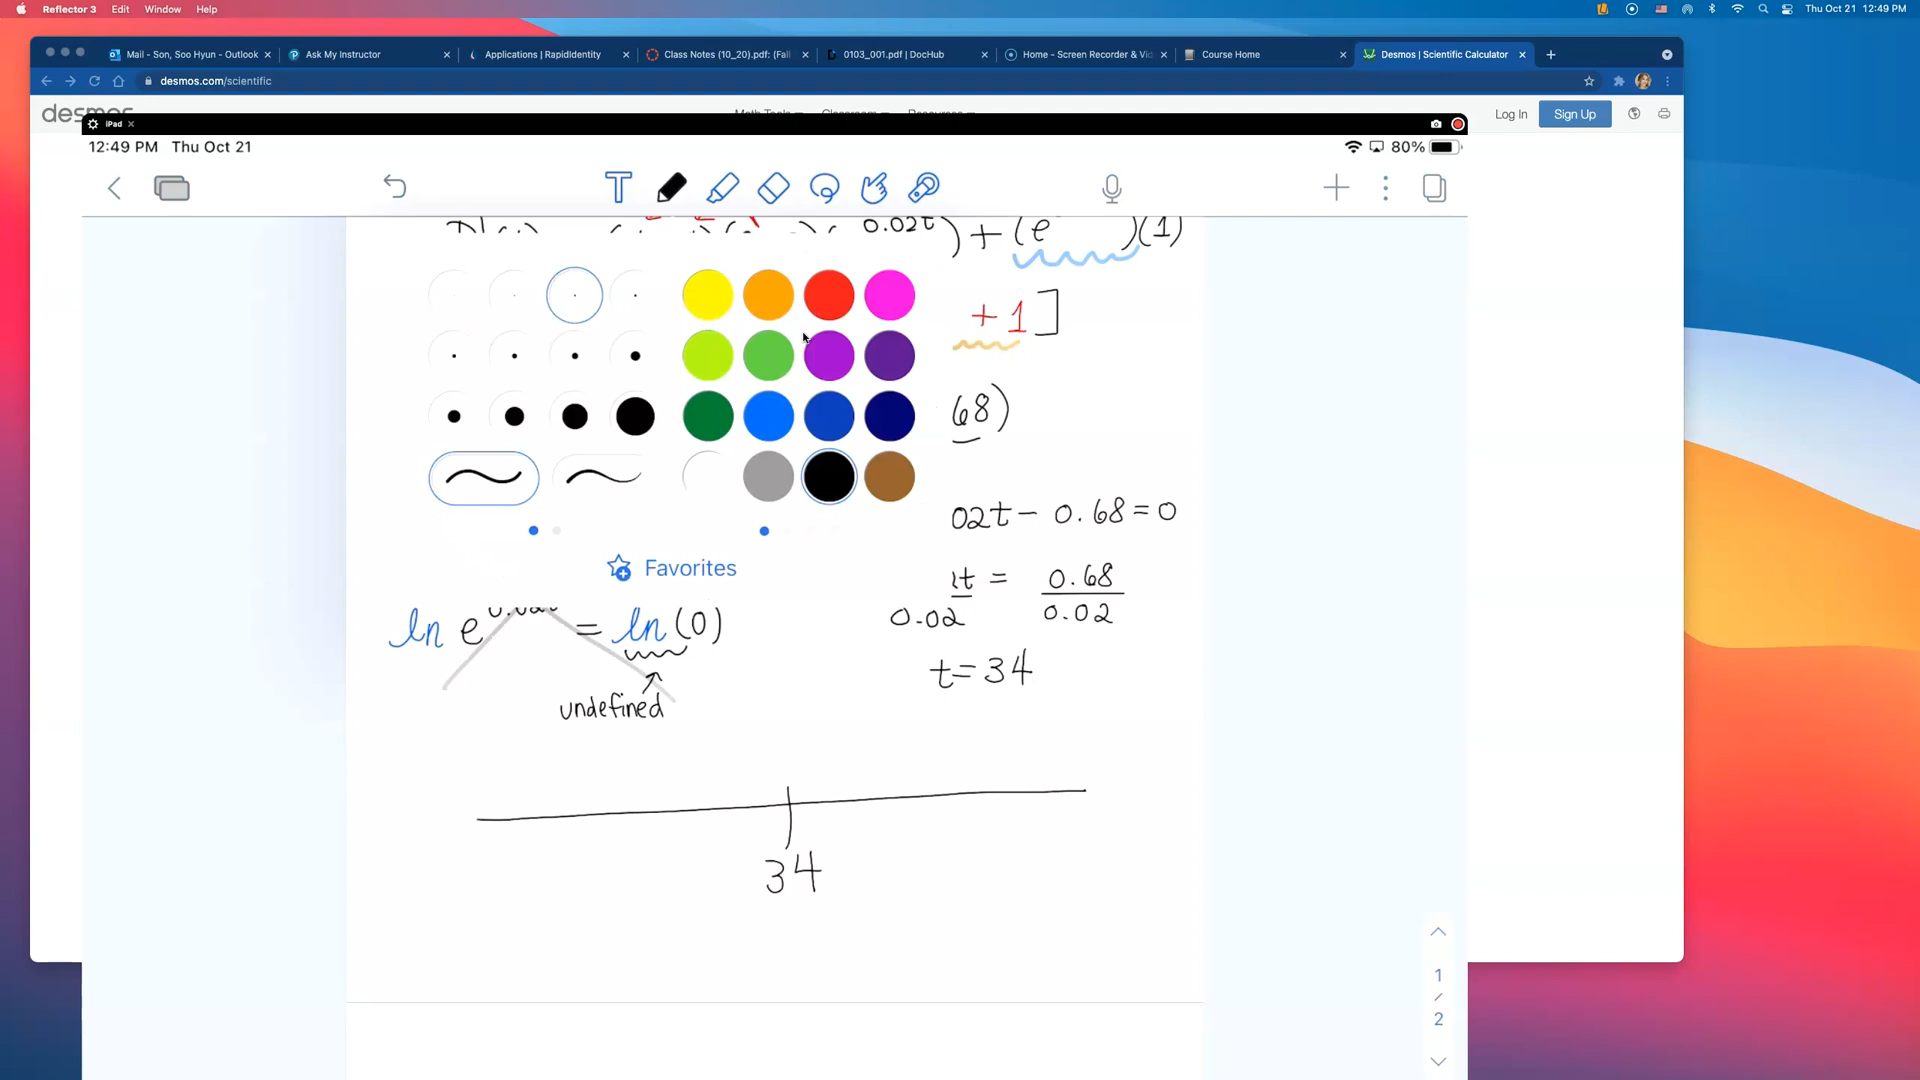 Reflector 3 Edit Window Help Thu Oct 21 12:49 PM
Mail - Son, Soo Hyun - Outlook Ask My Instructor Applications | RapidIdentity Class Notes (10_20).pdf: (Fall 0103_001.pdf | DocHub Home - Screen Recorder & Vid Course Home Desmos | Scientific Calculator
desmos.com/scientific
desmos Log In Sign Up
iPad
12:49 PM Thu Oct 21 80%
T
0.02t) + (e )(1)
+ 1]
68)
02t - 0.68 = 0
t = 0.68
0.02 0.02
t = 34
Favorites
ln e = ln (0)
undefined
34
1
/
2